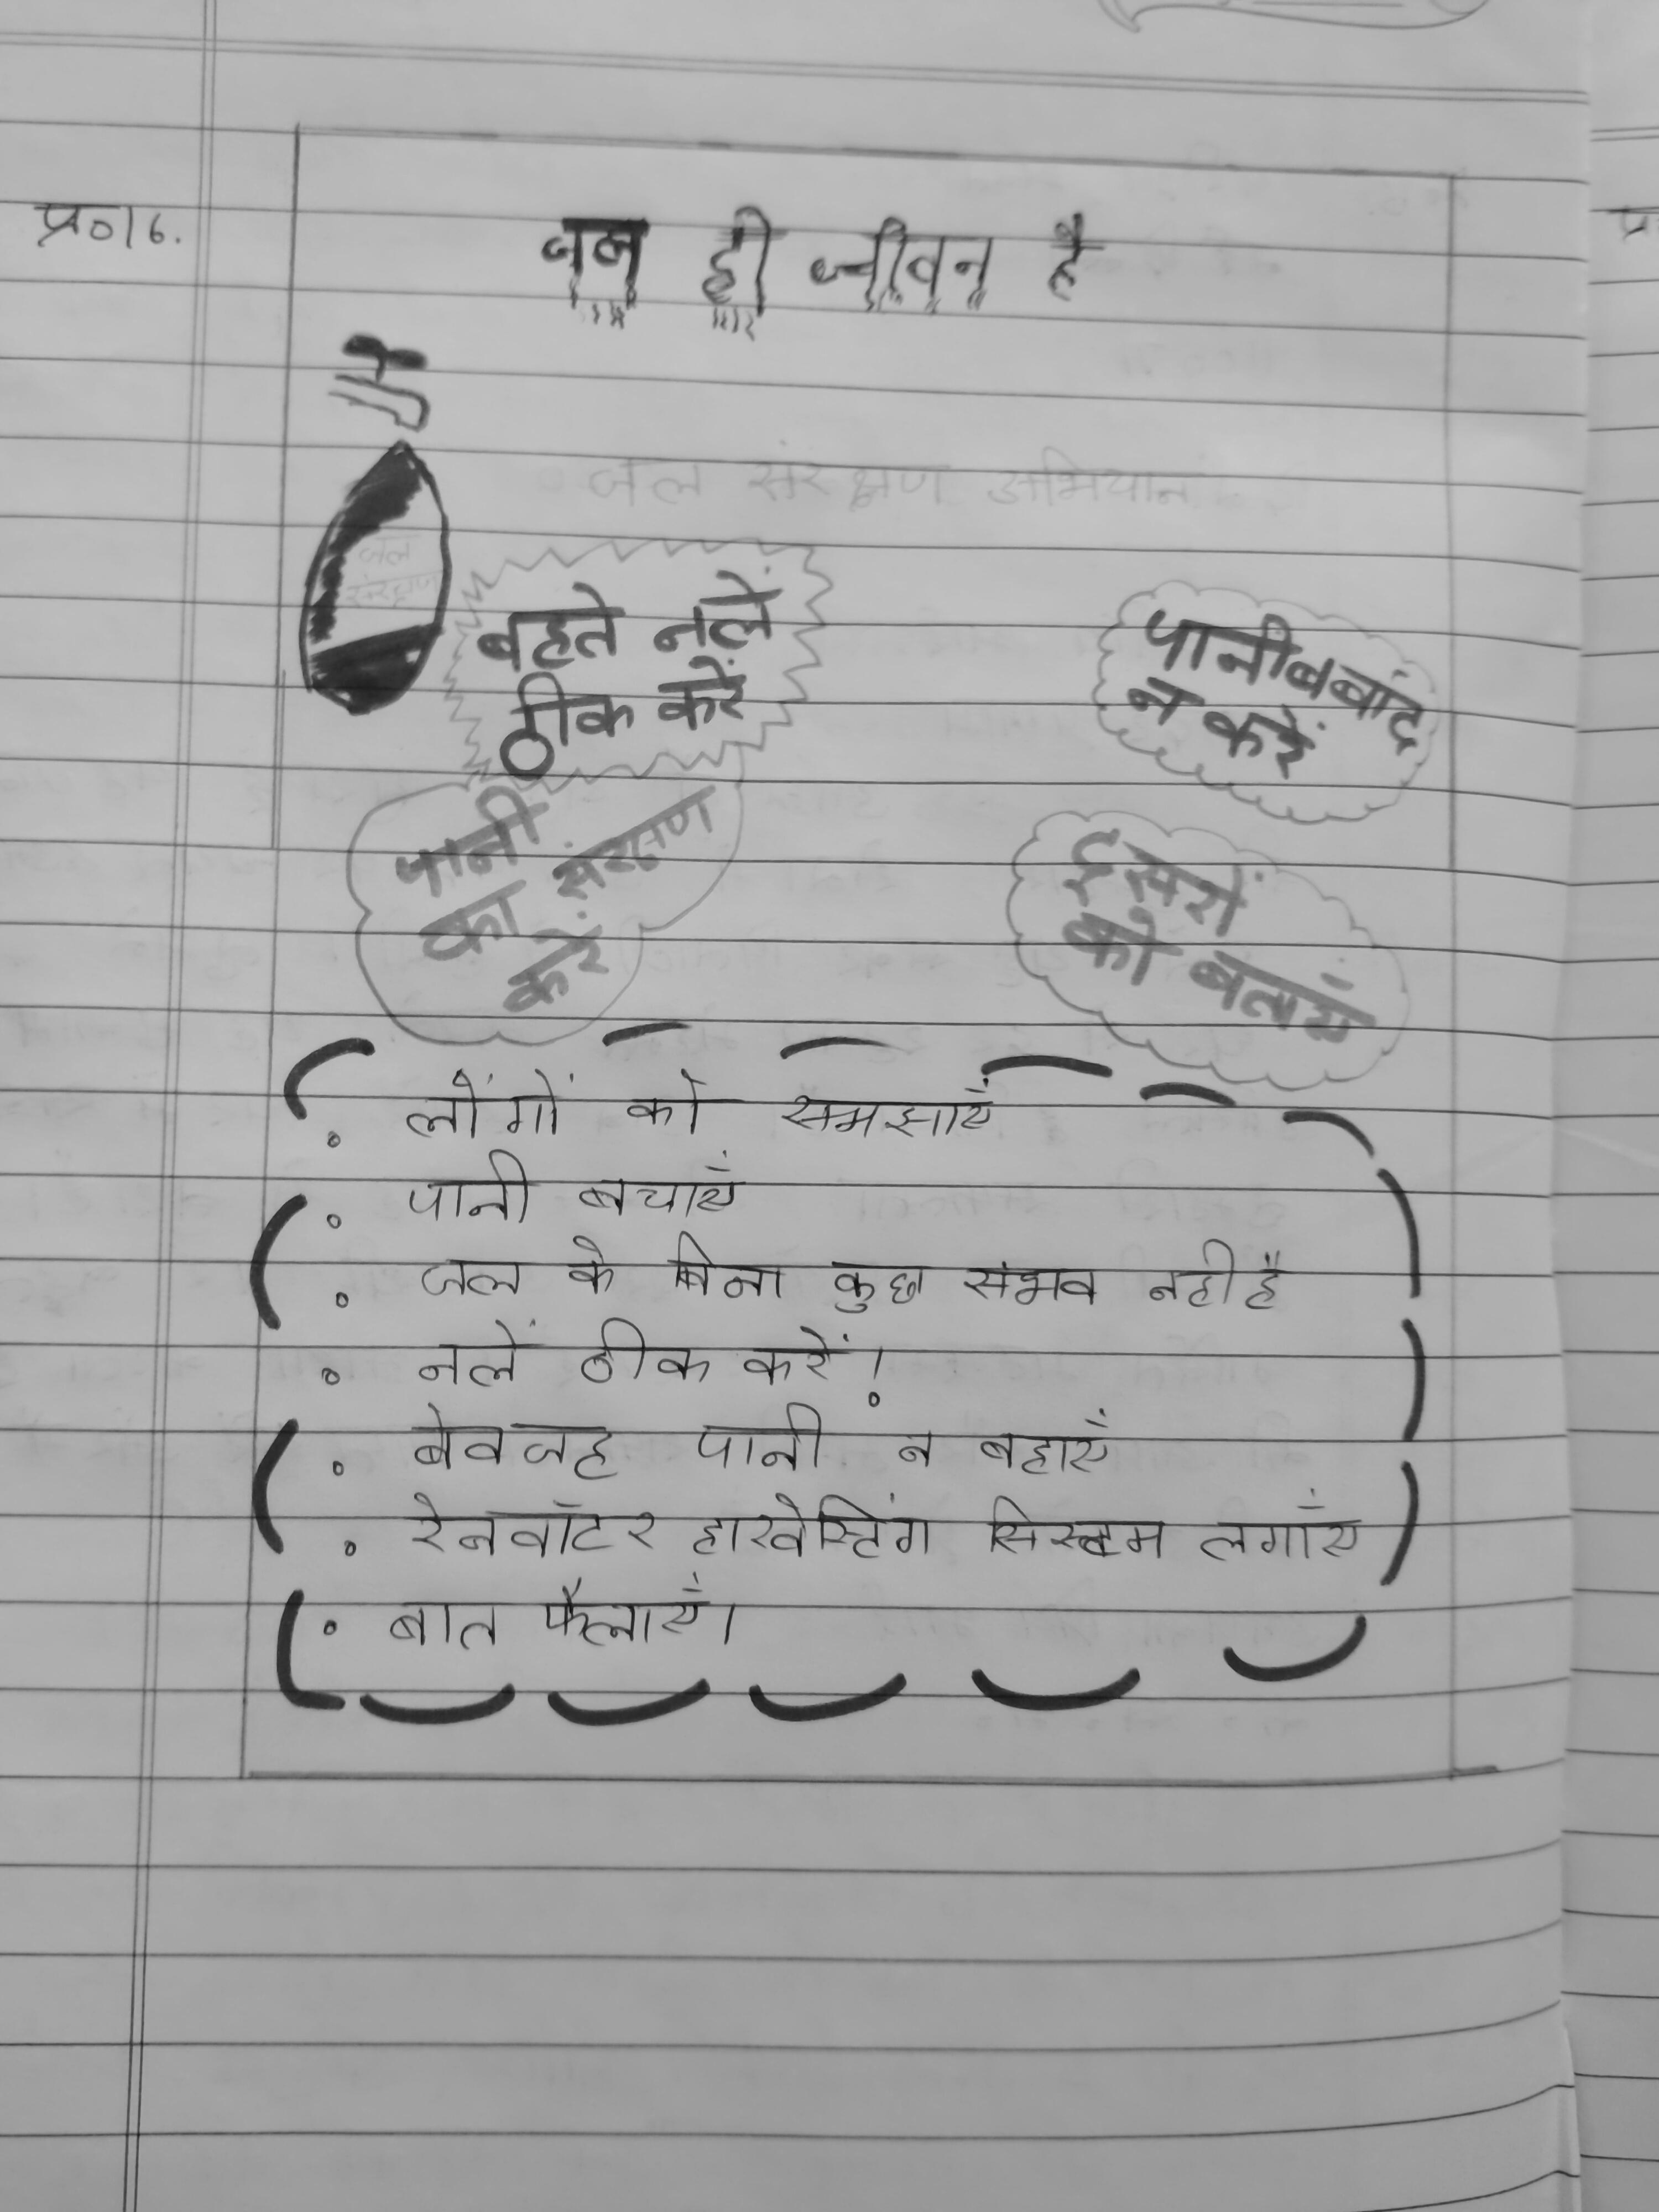 प्र०16.
जल ही जीवन है
जल संरक्षण अभियान
जल
संरक्षण
बहते नलें
ठीक करें
पानी बर्बाद
न करें
पानी
का संरक्षण
करें
दूसरों
को बताएं
लोंगों को समझाएं
पानी बचाएं
जल के बिना कुछ संभव नही है
नलें ठीक करें!
बेवजह पानी न बहाएं
रेनवॉटर हारवेस्टिंग सिस्टम लगाएं
बात फैलाएं।